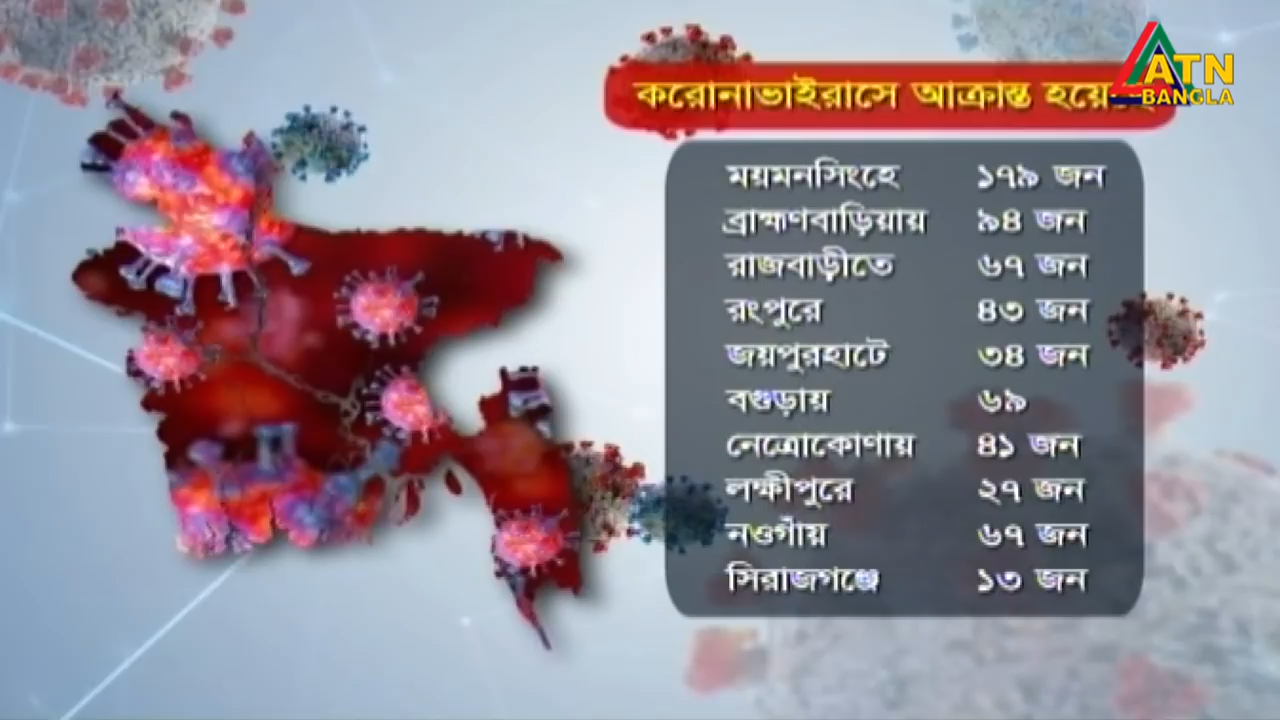 করোনাভাইরাসে আক্রান্ত
ATN
BANGLA
ময়মনসিংহে ১৭৯ জন
ব্রাহ্মণবাড়িয়ায় ৯৪ জন
রাজবাড়ীতে ৬৭ জন
রংপুরে ৪৩ জন
জয়পুরহাটে ৩৪ জন
বগুড়ায় ৬৯
নেত্রোকোণায় ৪১ জন
লক্ষীপুরে ২৭ জন
নওগাঁয় ৬৭ জন
সিরাজগঞ্জে ১৩ জন